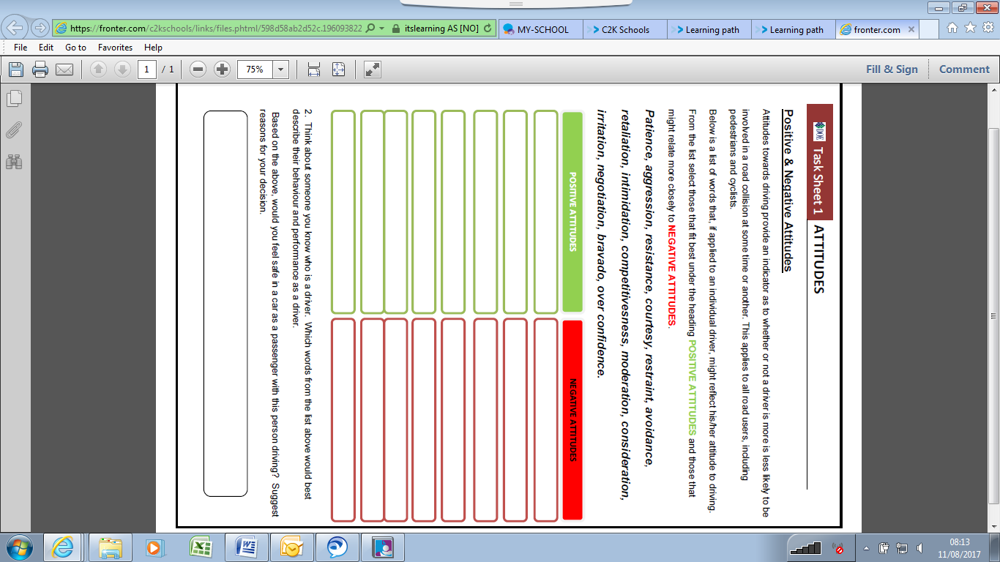 https://fronter.com/c2kschools/links/files.phtml/598d58ab2d52c.196093822
itslearning AS [NO]
MY-SCHOOL
C2K Schools
Learning path
Learning path
fronter.com
File Edit Go to Favorites Help
1 / 1
75%
Fill & Sign
Comment
DOE Task Sheet 1 ATTITUDES
Positive & Negative Attitudes
Attitudes towards driving provide an indicator as to whether or not a driver is more is less likely to be
involved in a road collision at some time or another. This applies to all road users, including
pedestrians and cyclists.
Below is a list of words that, if applied to an individual driver, might reflect his/her attitude to driving.
From the list select those that fit best under the heading POSITIVE ATTITUDES and those that
might relate more closely to NEGATIVE ATTITUDES.
Patience, aggression, resistance, courtesy, restraint, avoidance,
retaliation, intimidation, competitiveness, moderation, consideration,
irritation, negotiation, bravado, over confidence.
POSITIVE ATTITUDES
NEGATIVE ATTITUDES
2. Think about someone you know who is a driver. Which words from the list above would best
describe their behaviour and performance as a driver.
Based on the above, would you feel safe in a car as a passenger with this person driving? Suggest
reasons for your decision.
08:13
11/08/2017